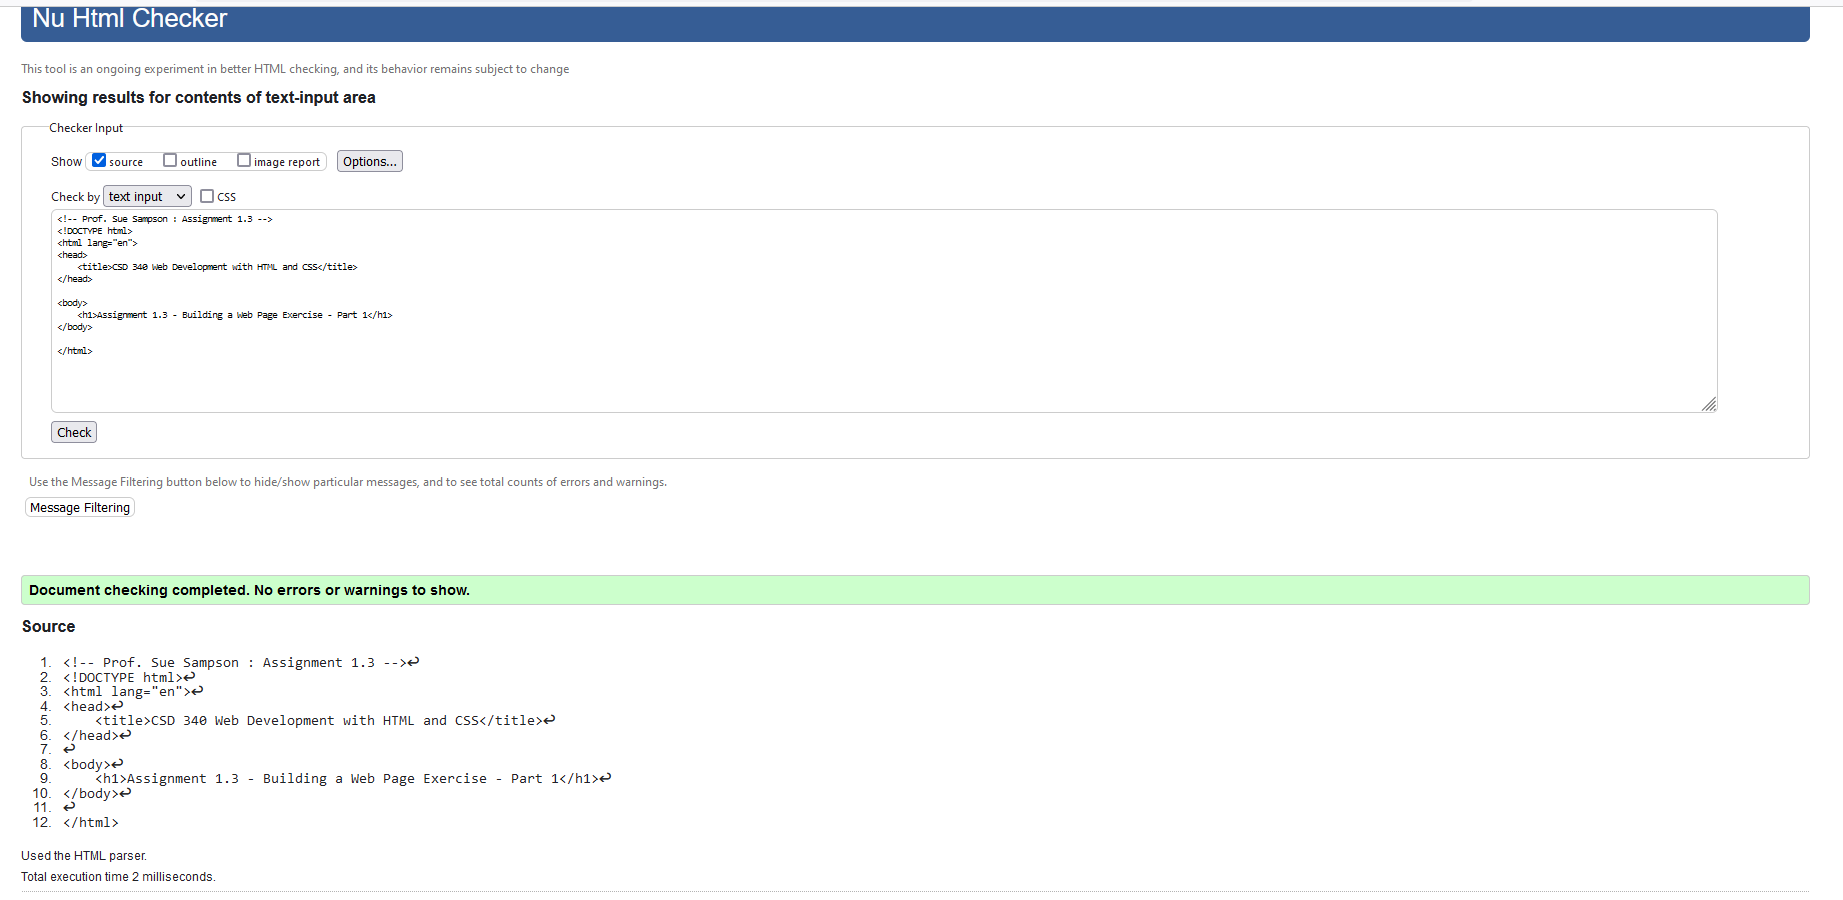 Nu Html Checker
This tool is an ongoing experiment in better HTML checking, and its behavior remains subject to change
Showing results for contents of text-input area
Checker Input
Show source outline image report Options...
Check by text input CSS
<!-- Prof. Sue Sampson : Assignment 1.3 -->
<!DOCTYPE html>
<html lang="en">
<head>
    <title>CSD 340 Web Development with HTML and CSS</title>
</head>

<body>
    <h1>Assignment 1.3 - Building a Web Page Exercise - Part 1</h1>
</body>

</html>
Check
Use the Message Filtering button below to hide/show particular messages, and to see total counts of errors and warnings.
Message Filtering
Document checking completed. No errors or warnings to show.
Source
1. <!-- Prof. Sue Sampson : Assignment 1.3 -->↩
2. <!DOCTYPE html>↩
3. <html lang="en">↩
4. <head>↩
5.     <title>CSD 340 Web Development with HTML and CSS</title>↩
6. </head>↩
7. ↩
8. <body>↩
9.     <h1>Assignment 1.3 - Building a Web Page Exercise - Part 1</h1>↩
10. </body>↩
11. ↩
12. </html>
Used the HTML parser.
Total execution time 2 milliseconds.